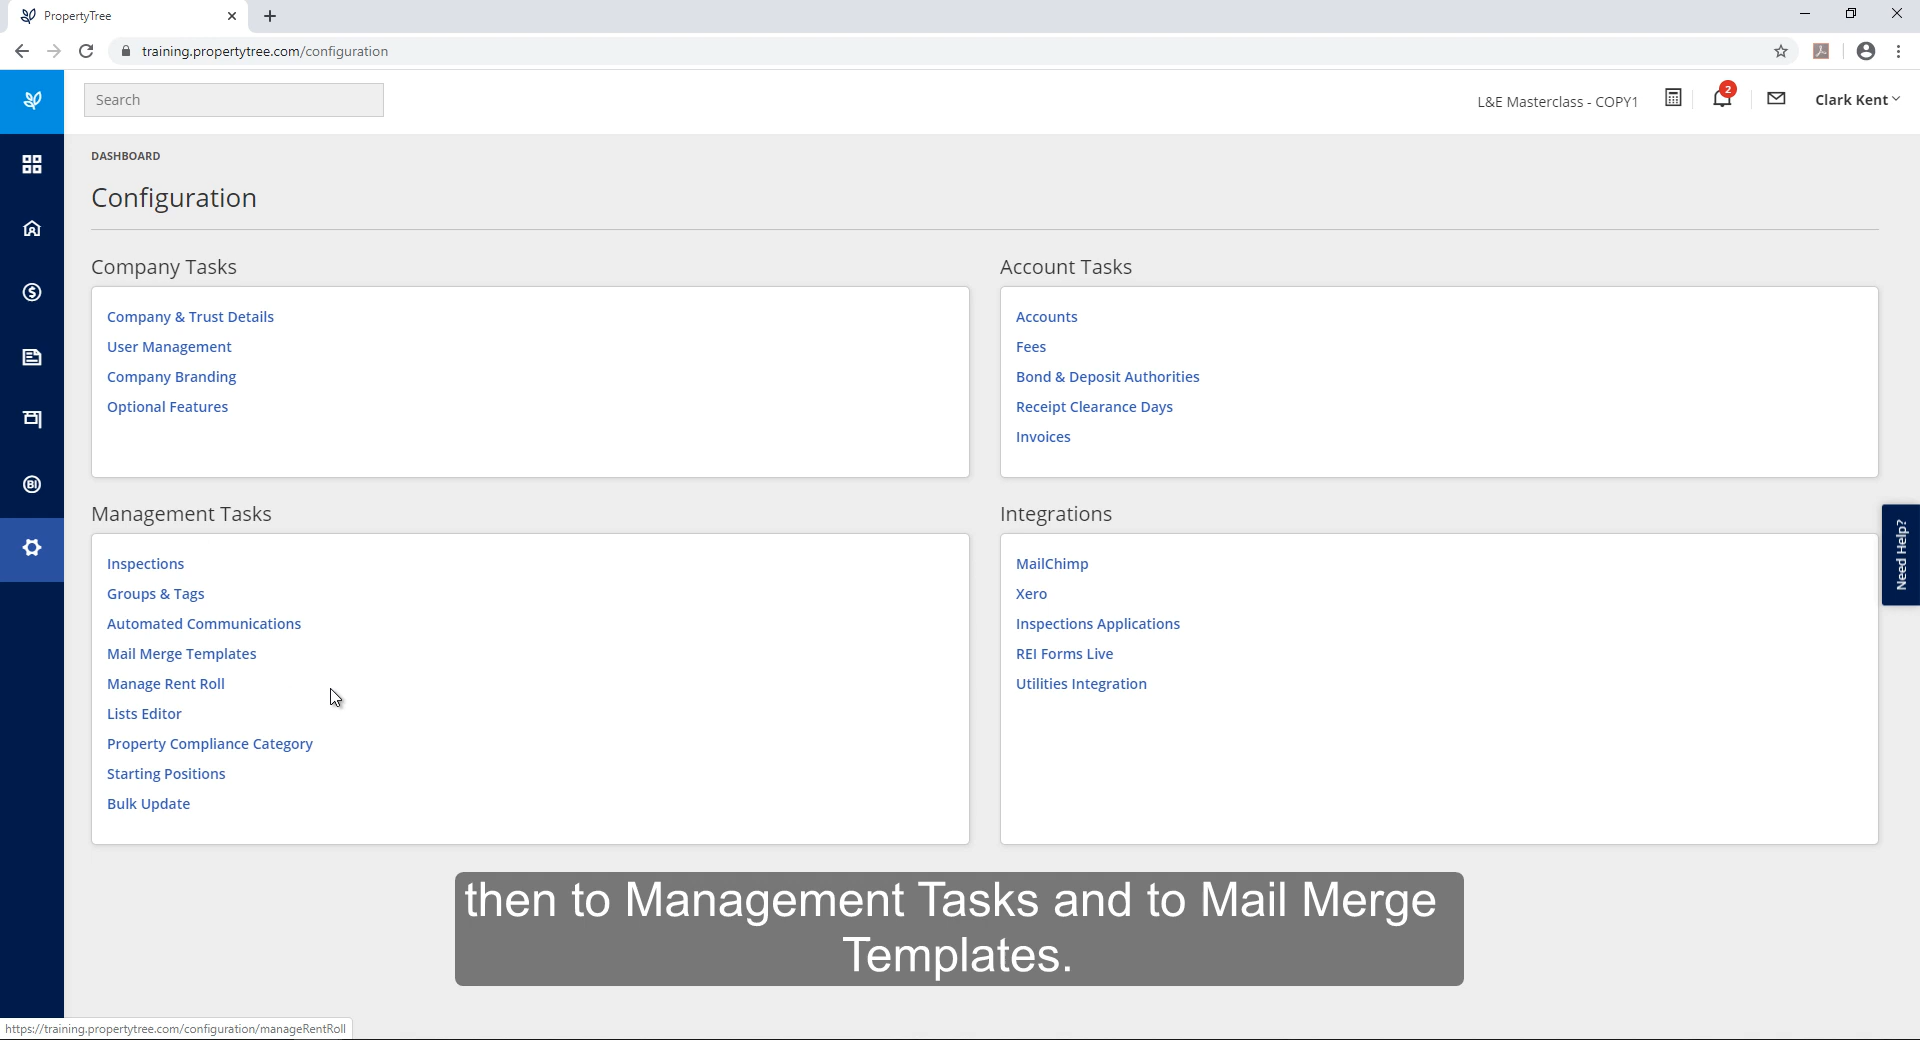 PropertyTree
training.propertytree.com/configuration
Search
L&E Masterclass - COPY1
2
Clark Kent
DASHBOARD
Configuration
Company Tasks
Company & Trust Details
User Management
Company Branding
Optional Features
Account Tasks
Accounts
Fees
Bond & Deposit Authorities
Receipt Clearance Days
Invoices
BI
Management Tasks
Inspections
Groups & Tags
Automated Communications
Mail Merge Templates
Manage Rent Roll
Lists Editor
Property Compliance Category
Starting Positions
Bulk Update
Integrations
MailChimp
Xero
Inspections Applications
REI Forms Live
Utilities Integration
Need Help?
then to Management Tasks and to Mail Merge
Templates.
https://training.propertytree.com/configuration/manageRentRoll